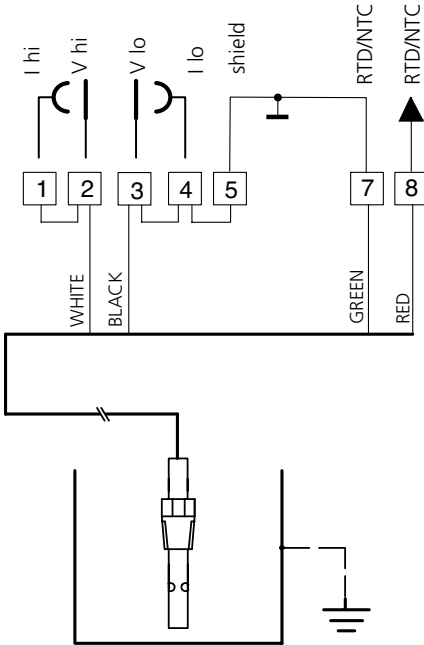 I hi
V hi
V lo
I lo
shield
RTD/NTC
RTD/NTC
1
2
3
4
5
7
8
WHITE
BLACK
GREEN
RED